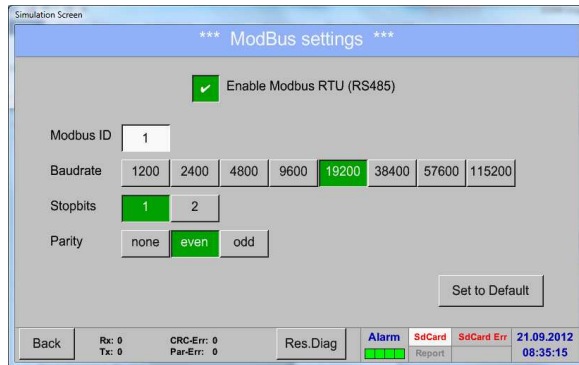 Simulation Screen
*** ModBus settings ***
✔ Enable Modbus RTU (RS485)
Modbus ID 1
Baudrate 1200 2400 4800 9600 19200 38400 57600 115200
Stopbits 1 2
Parity none even odd
Set to Default
Back Rx: 0 CRC-Err: 0 Res.Diag Alarm SdCard SdCard Err 21.09.2012
Tx: 0 Par-Err: 0 Report 08:35:15